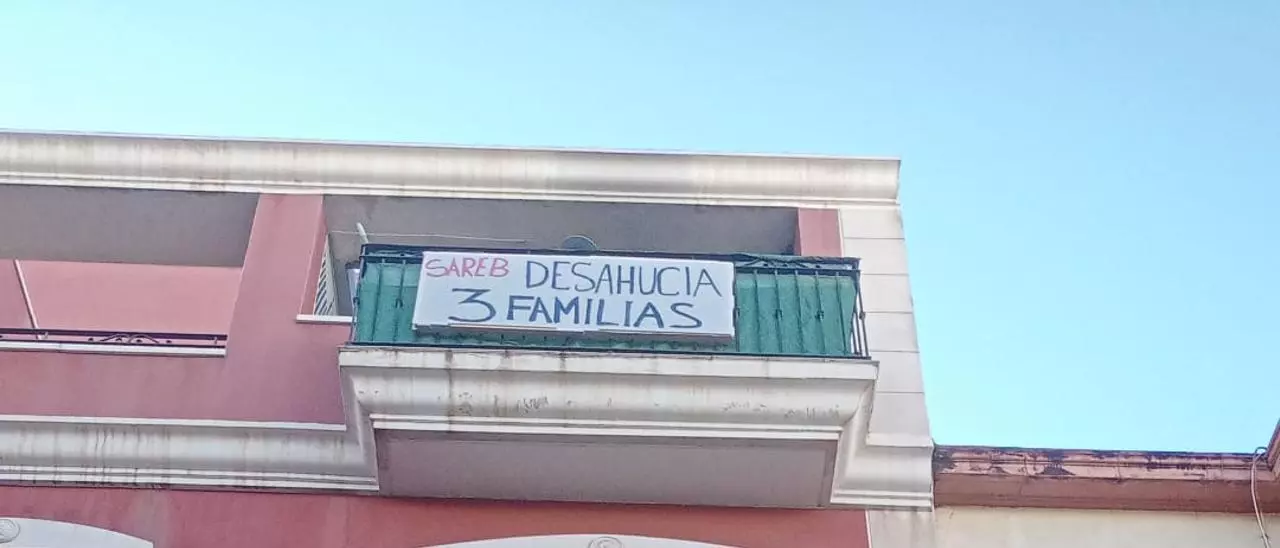 SAREB DESAHUCIA
3 FAMILIAS